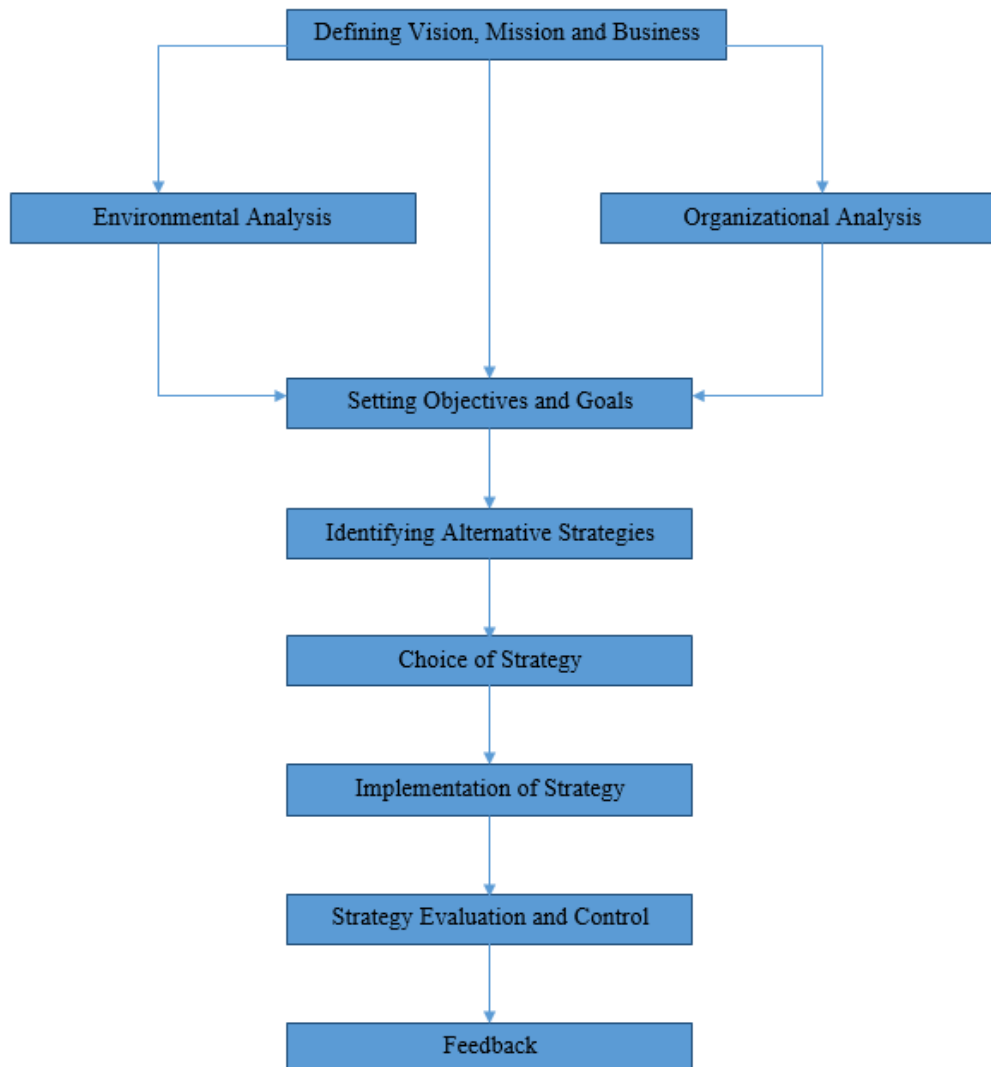 Defining Vision, Mission and Business
Environmental Analysis
Organizational Analysis
Setting Objectives and Goals
Identifying Alternative Strategies
Choice of Strategy
Implementation of Strategy
Strategy Evaluation and Control
Feedback